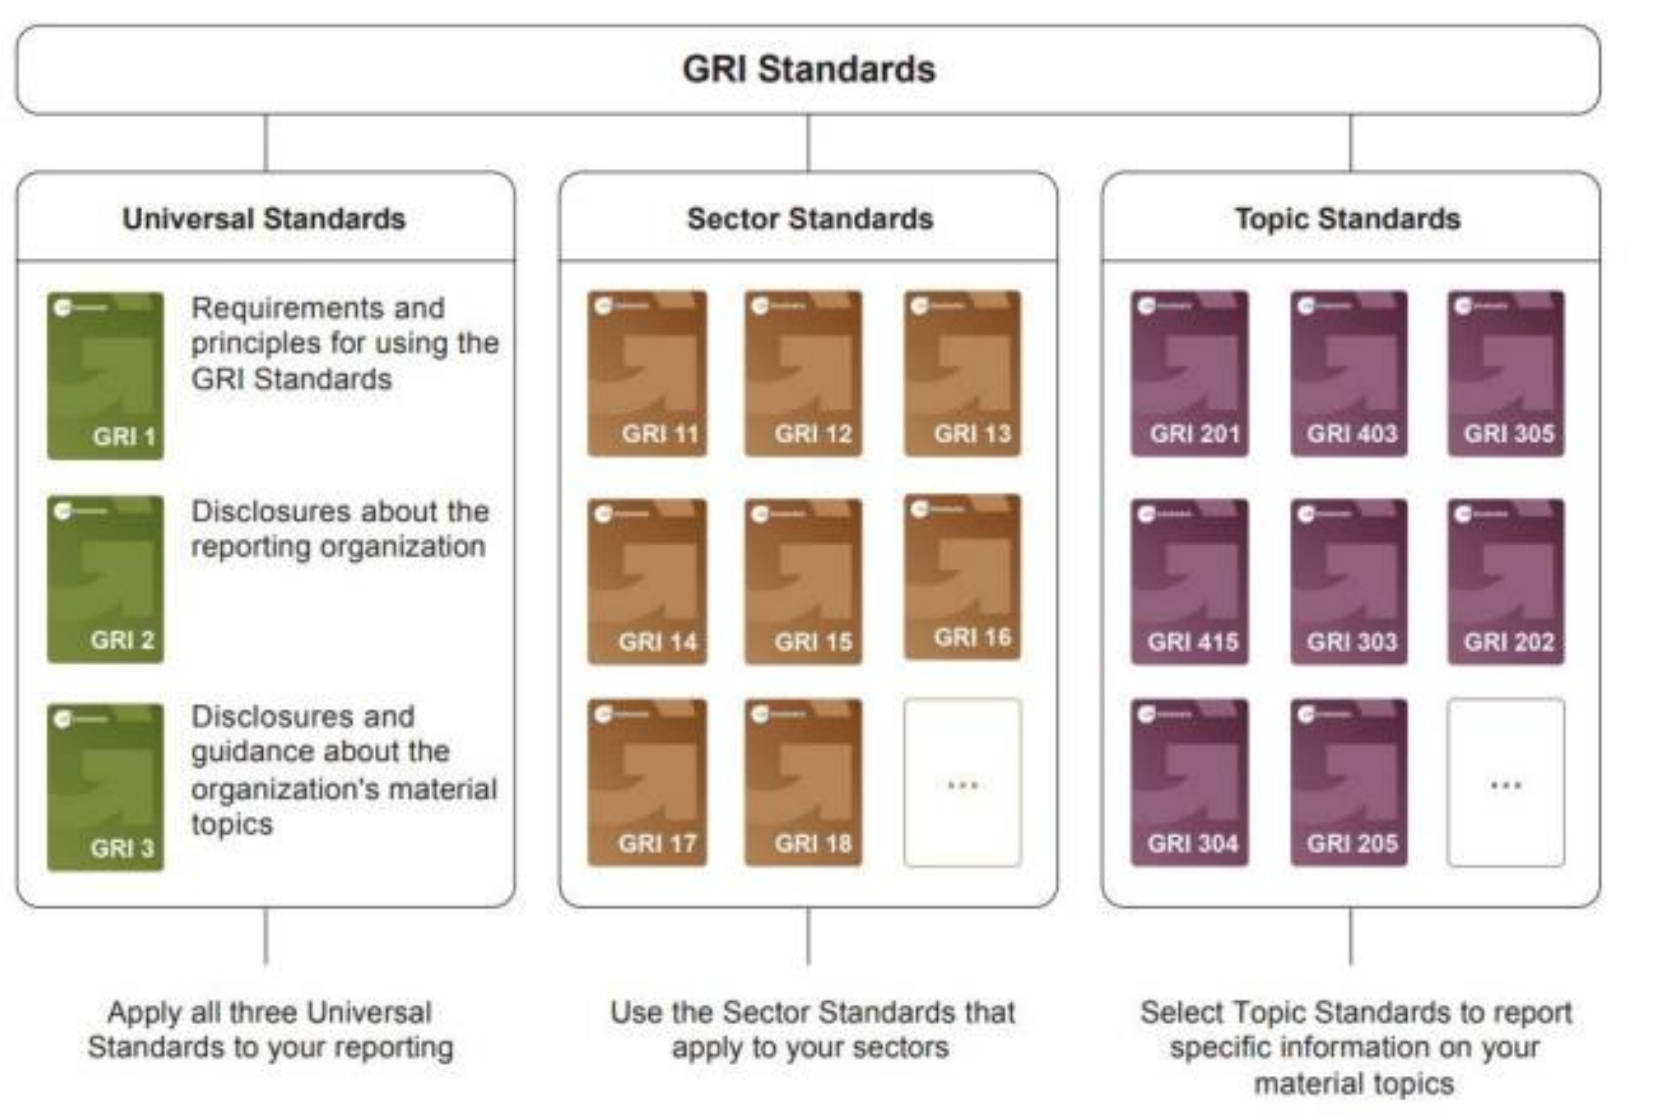 GRI Standards
Universal Standards
GRI 1
Requirements and
principles for using the
GRI Standards
GRI 2
Disclosures about the
reporting organization
GRI 3
Disclosures and
guidance about the
organization's material
topics
Apply all three Universal
Standards to your reporting
Sector Standards
GRI 11
GRI 12
GRI 13
GRI 14
GRI 15
GRI 16
GRI 17
GRI 18
...
Use the Sector Standards that
apply to your sectors
Topic Standards
GRI 201
GRI 403
GRI 305
GRI 415
GRI 303
GRI 202
GRI 304
GRI 205
...
Select Topic Standards to report
specific information on your
material topics